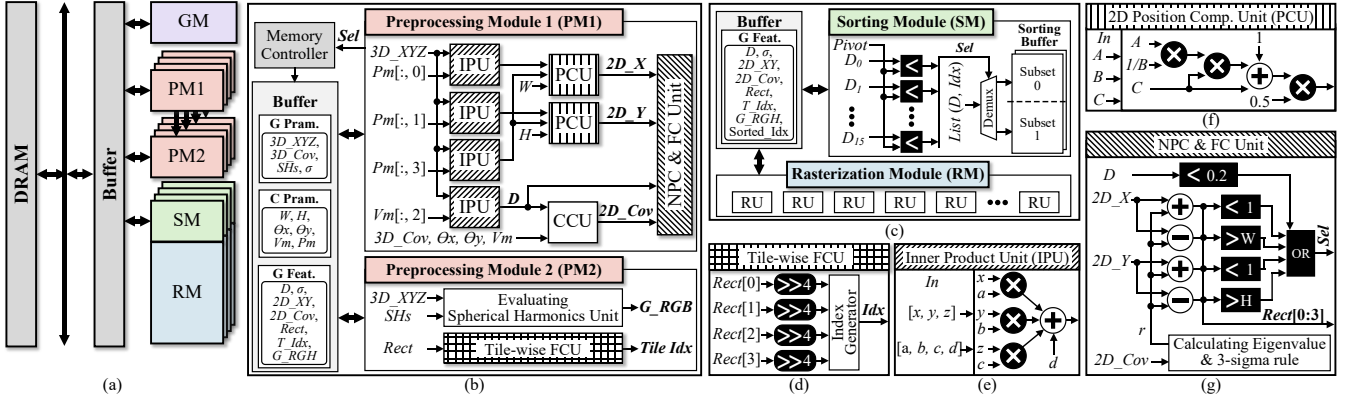 DRAM
Buffer
GM
PM1
PM2
SM
RM
(a)
Memory
Controller
Sel
Buffer
G Pram.
3D_XYZ,
3D_Cov,
SHs, σ
C Pram.
W, H,
Θx, Θy,
Vm, Pm
G Feat.
D, σ,
2D_XY,
2D_Cov,
Rect,
T_Idx,
G_RGH
Preprocessing Module 1 (PM1)
3D_XYZ
Pm[:, 0]
Pm[:, 1]
Pm[:, 3]
Vm[:, 2]
3D_Cov, Θx, Θy, Vm
IPU
IPU
IPU
IPU
W
H
D
PCU
PCU
CCU
2D_X
2D_Y
2D_Cov
NPC & FC Unit
Preprocessing Module 2 (PM2)
3D_XYZ
SHs
Evaluating
Spherical Harmonics Unit
G_RGB
Rect
Tile-wise FCU
Tile Idx
(b)
Buffer
G Feat.
D, σ,
2D_XY,
2D_Cov,
Rect,
T_Idx,
G_RGH,
Sorted_Idx
Sorting Module (SM)
Pivot
D0
D1
D15
<
<
<
Sel
List (D, Idx)
Demux
Sorting
Buffer
Subset
0
Subset
1
Rasterization Module (RM)
RU RU RU RU RU ••• RU
(c)
Tile-wise FCU
Rect[0]
Rect[1]
Rect[2]
Rect[3]
>>4
>>4
>>4
>>4
Index
Generator
Idx
(d)
Inner Product Unit (IPU)
In
[x, y, z]
[a, b, c, d]
x
a
y
b
z
c
d
(e)
2D Position Comp. Unit (PCU)
In
A
B
C
A
1/B
C
1
0.5
(f)
NPC & FC Unit
D
< 0.2
2D_X
2D_Y
< 1
>W
< 1
>H
OR
Sel
Rect[0:3]
r
2D_Cov
Calculating Eigenvalue
& 3-sigma rule
(g)